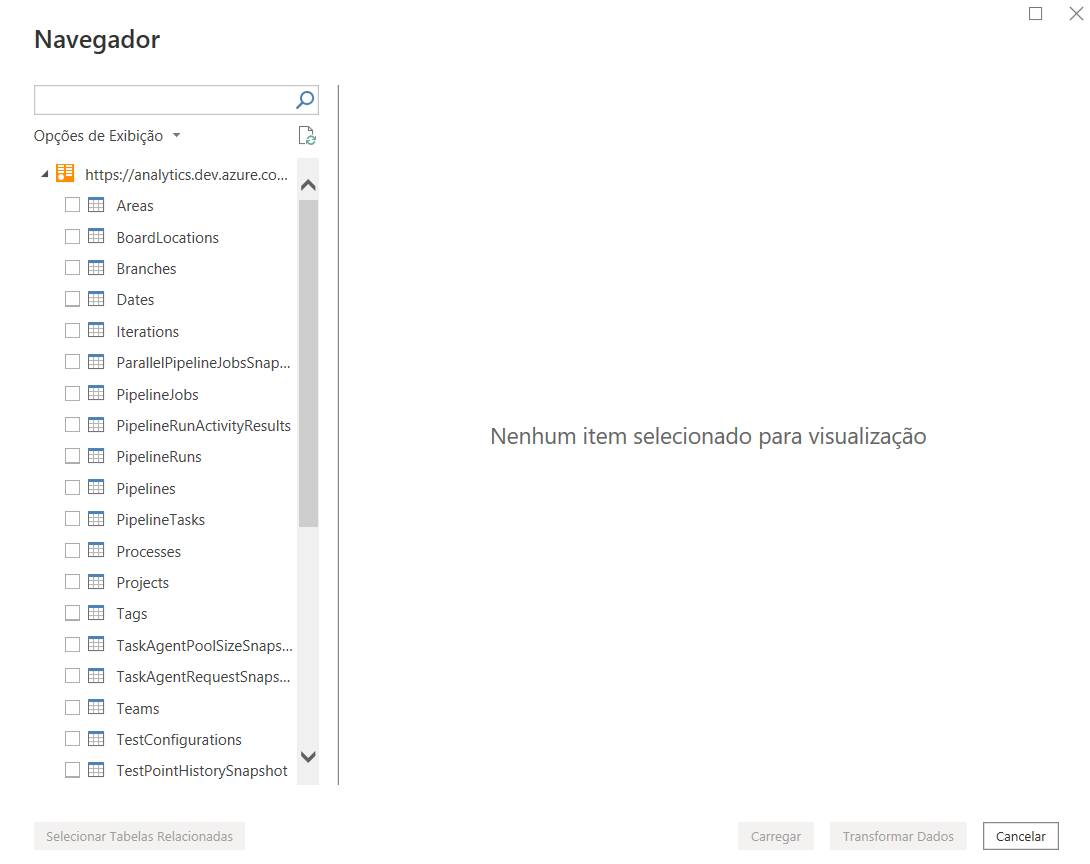 Navegador
Opções de Exibição
https://analytics.dev.azure.co...
Areas
BoardLocations
Branches
Dates
Iterations
ParallelPipelineJobsSnap...
PipelineJobs
PipelineRunActivityResults
PipelineRuns
Pipelines
PipelineTasks
Processes
Projects
Tags
TaskAgentPoolSizeSnaps...
TaskAgentRequestSnaps...
Teams
TestConfigurations
TestPointHistorySnapshot
Nenhum item selecionado para visualização
Selecionar Tabelas Relacionadas
Carregar
Transformar Dados
Cancelar